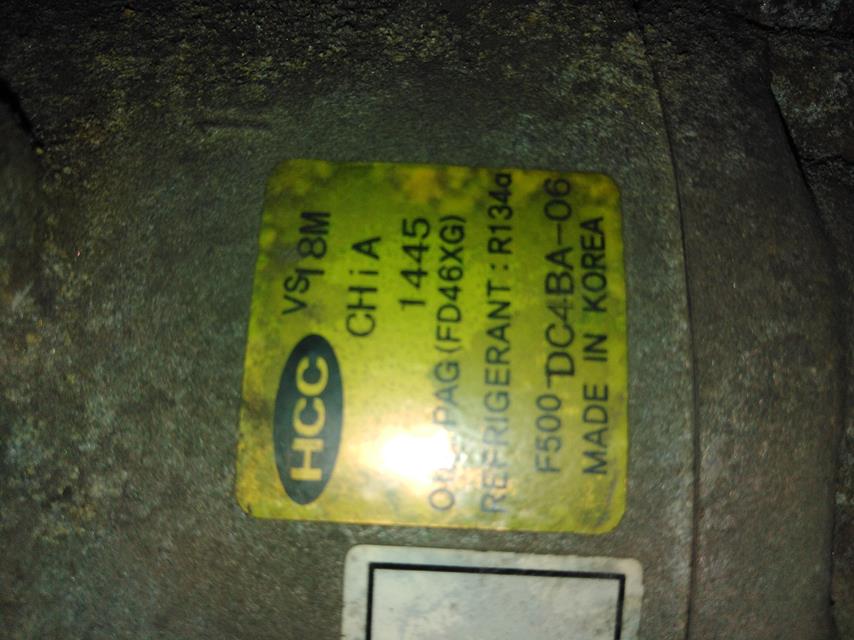 HCC VS18M
CHiA
1445
OIL: PAG(FD46XG)
REFRIGERANT: R134a
F500-DC4BA-06
MADE IN KOREA